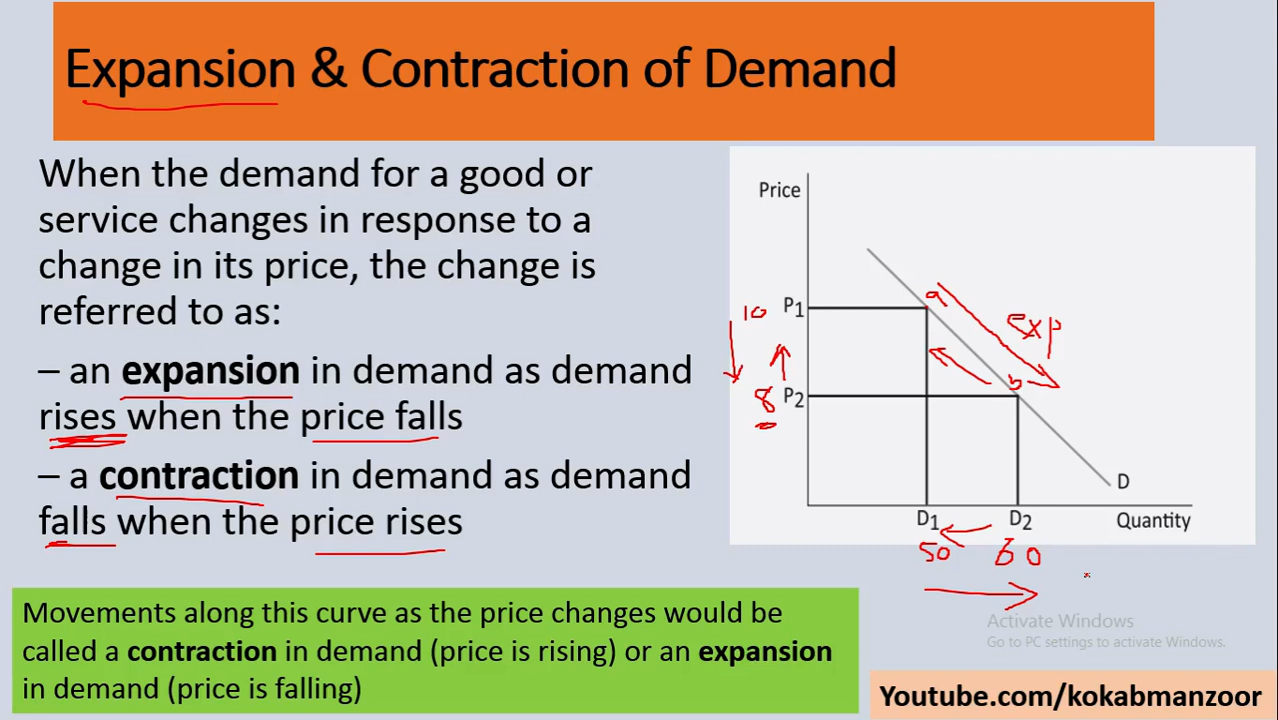 Expansion & Contraction of Demand
When the demand for a good or
service changes in response to a
change in its price, the change is
referred to as:
– an expansion in demand as demand
rises when the price falls
– a contraction in demand as demand
falls when the price rises
Movements along this curve as the price changes would be
called a contraction in demand (price is rising) or an expansion
in demand (price is falling)
Price
P1
10
a
exp
P2
8
b
D
D1
D2
Quantity
50
60
Activate Windows
Go to PC settings to activate Windows.
Youtube.com/kokabmanzoor